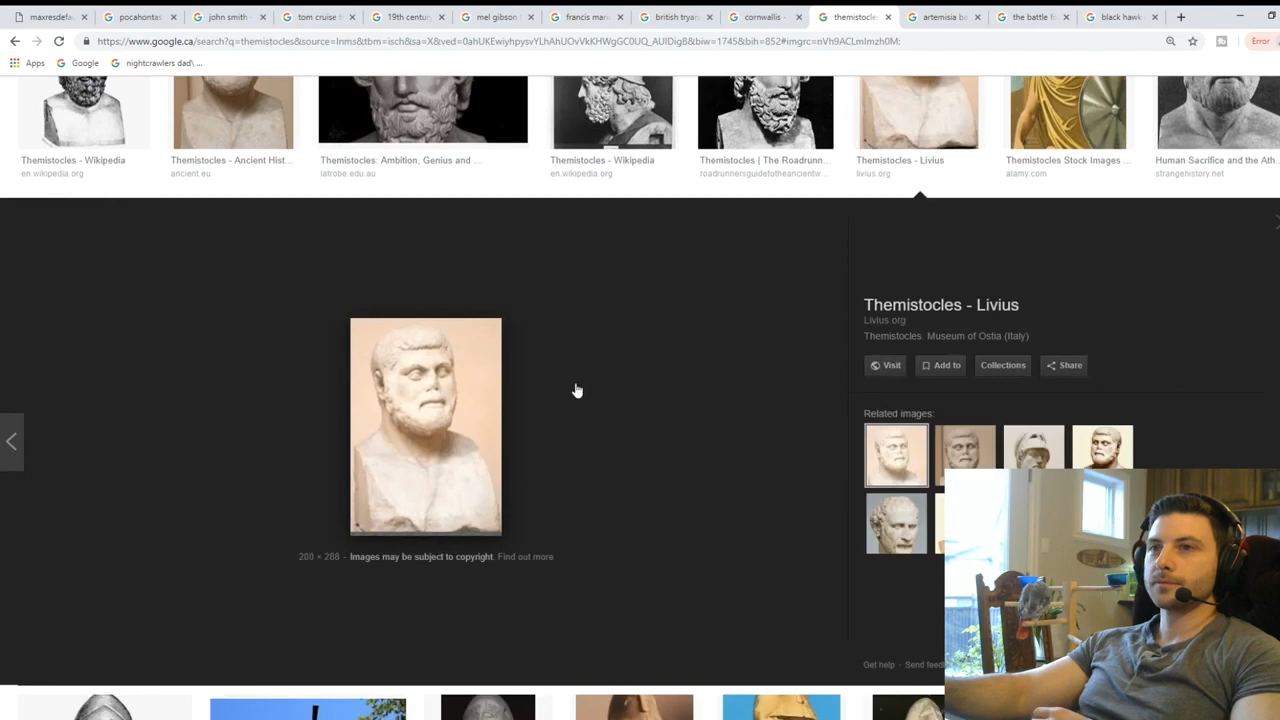 maxresdefa
pocahontas
john smith -
tom cruise f
19th centur
mel gibson
francis mari
british tryan
cornwallis -
themistocles
artemisia ba
the battle fo
black hawk
https://www.google.ca/search?q=themistocles&source=lnms&tbm=isch&sa=X&ved=0ahUKEwiyhpysvYLhAhUOvVkKHWgGC0UQ_AUIDigB&biw=1745&bih=852#imgrc=nVh9ACLmImzh0M:
Error
Apps
Google
nightcrawlers dad\ ...
Themistocles - Wikipedia
en.wikipedia.org
Themistocles - Ancient Hist...
ancient.eu
Themistocles: Ambition, Genius and ...
latrobe.edu.au
Themistocles - Wikipedia
en.wikipedia.org
Themistocles | The Roadrunn...
roadrunnersguidetotheancientw...
Themistocles - Livius
livius.org
Themistocles Stock Images ...
alamy.com
Human Sacrifice and the Ath...
strangehistory.net
Themistocles - Livius
Livius.org
Themistocles. Museum of Ostia (Italy)
Visit
Add to
Collections
Share
Related images:
200 × 288 - Images may be subject to copyright. Find out more
Get help - Send feed